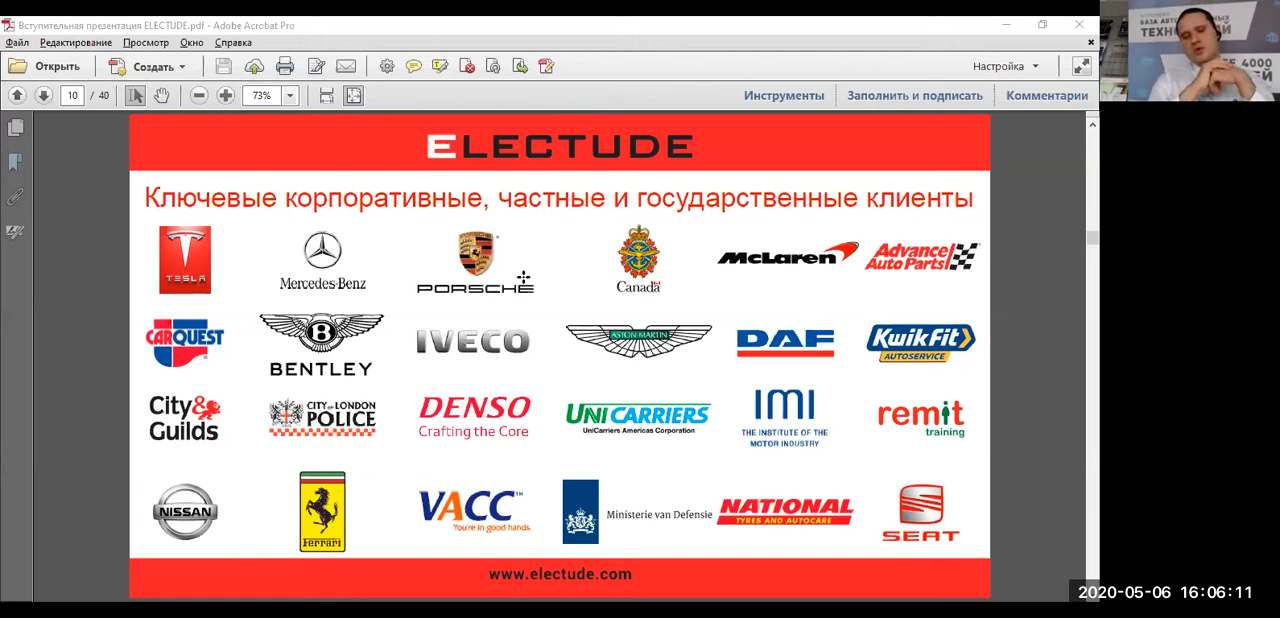 Вступительная презентация ELECTUDE.pdf - Adobe Acrobat Pro
Файл Редактирование Просмотр Окно Справка
Открыть Создать Настройка
10 / 40 73% Инструменты Заполнить и подписать Комментарии
ELECTUDE
Ключевые корпоративные, частные и государственные клиенты
TESLA
Mercedes-Benz
PORSCHE
Canada
McLaren
Advance
Auto Parts
CARQUEST
B
BENTLEY
IVECO
ASTON MARTIN
DAF
KwikFit
AUTOSERVICE
City&
Guilds
CITY OF LONDON
POLICE
DENSO
Crafting the Core
UNICARRIERS
UniCarriers Americas Corporation
IMI
THE INSTITUTE OF THE
MOTOR INDUSTRY
remit
training
NISSAN
Ferrari
VACC™
You're in good hands
Ministerie van Defensie
NATIONAL
TYRES AND AUTOCARE
SEAT
www.electude.com
БАЗА
4000
2020-05-06 16:06:11